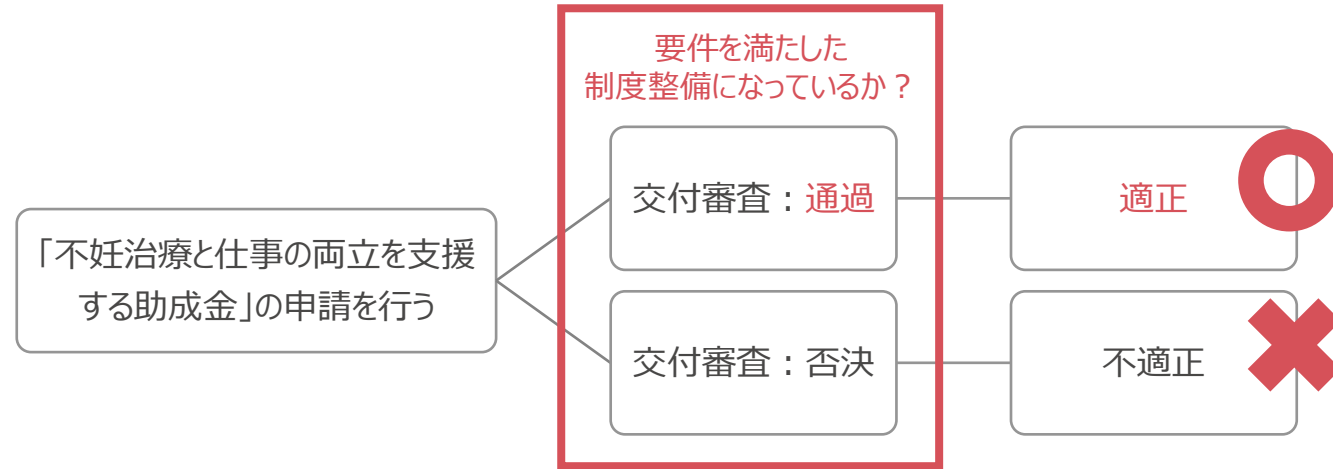 要件を満たした
制度整備になっているか？
交付審査：通過
適正
「不妊治療と仕事の両立を支援
する助成金」の申請を行う
交付審査：否決
不適正